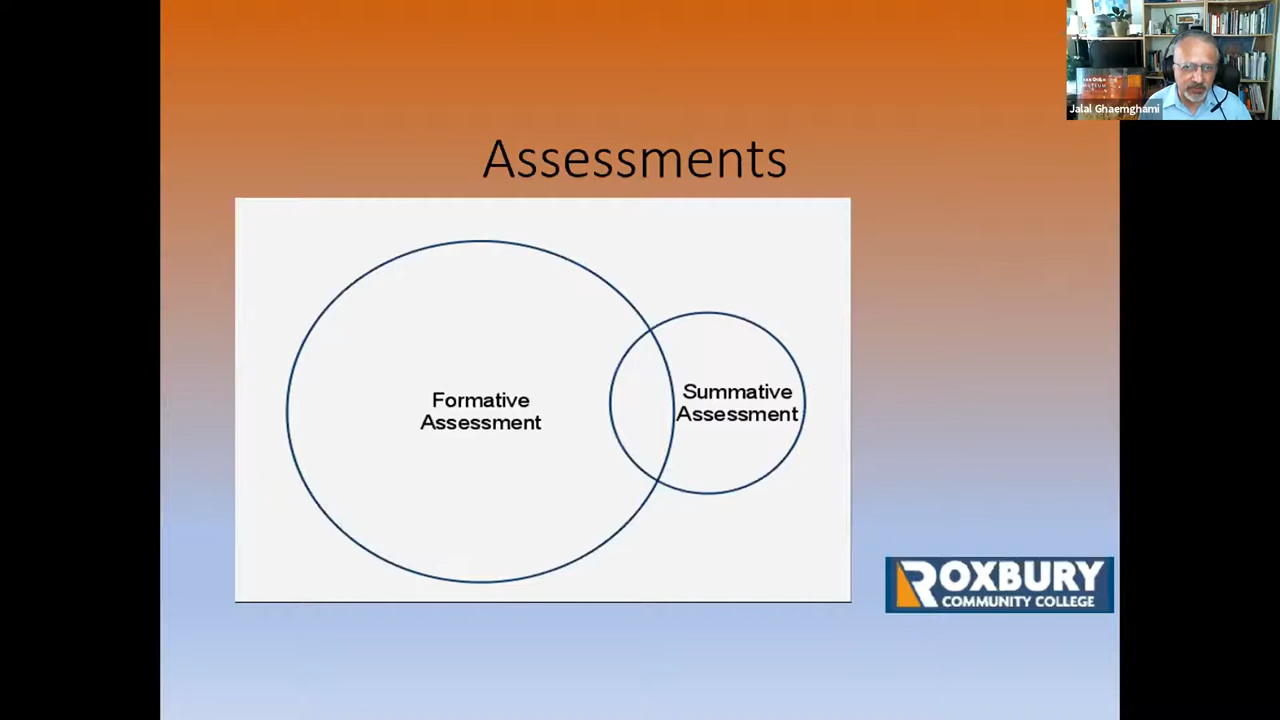 Jalal Ghaemghami
Assessments
Formative
Assessment
Summative
Assessment
ROXBURY
COMMUNITY COLLEGE